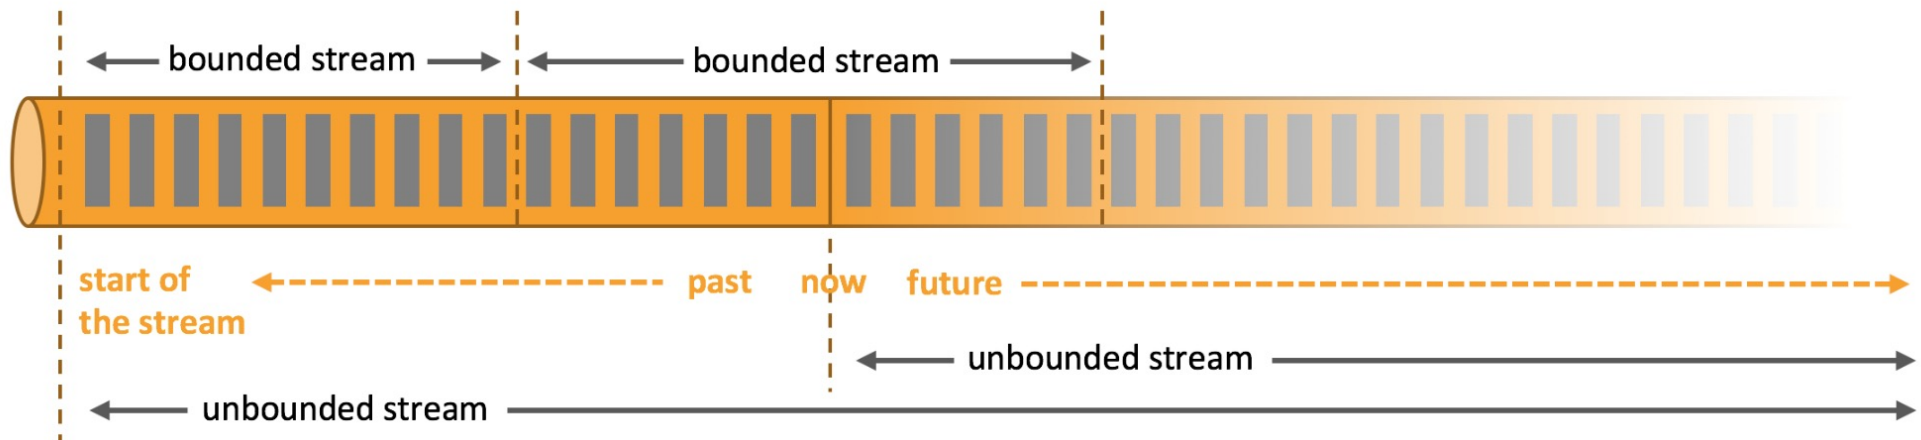 bounded stream
bounded stream
start of
the stream
past
now
future
unbounded stream
unbounded stream